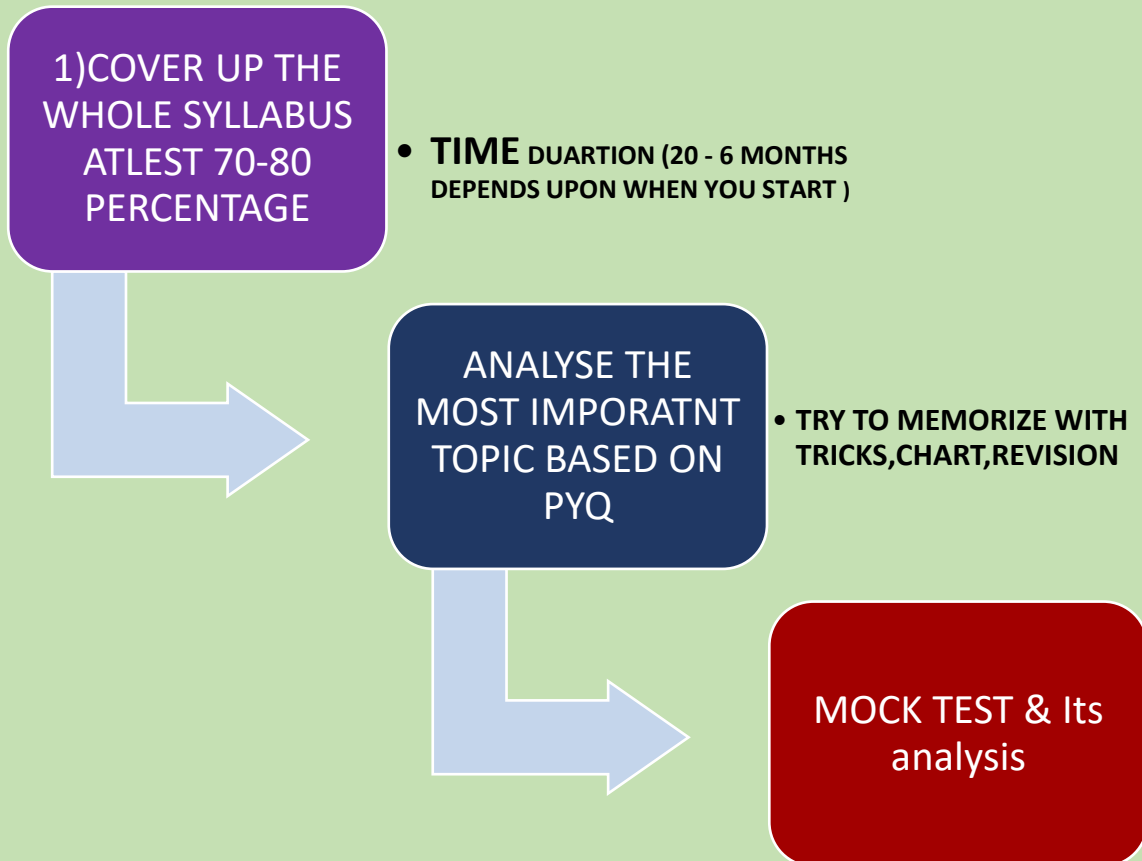 1)COVER UP THE
WHOLE SYLLABUS
ATLEST 70-80
PERCENTAGE
• TIME DUARTION (20 - 6 MONTHS
DEPENDS UPON WHEN YOU START )
ANALYSE THE
MOST IMPORATNT
TOPIC BASED ON
PYQ
• TRY TO MEMORIZE WITH
TRICKS,CHART,REVISION
MOCK TEST & Its
analysis